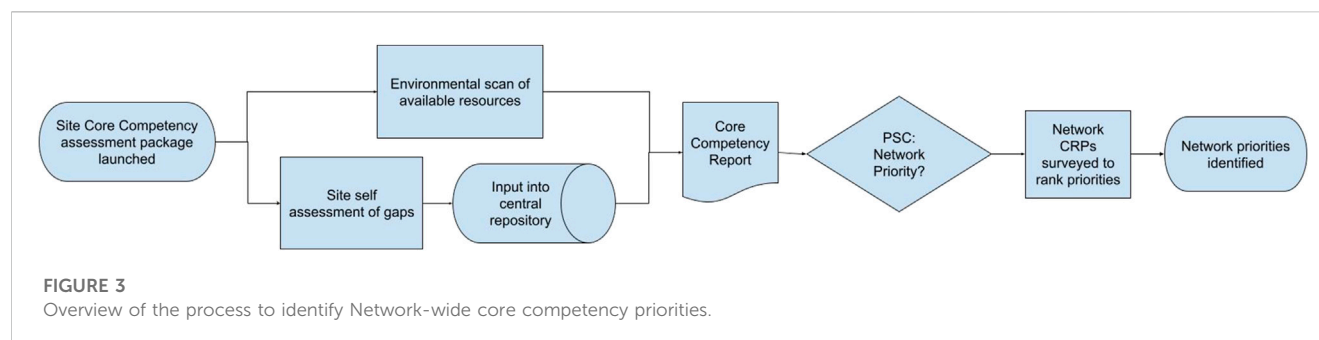 Site Core Competency
assessment package
launched
Environmental scan of
available resources
Site self
assessment of gaps
Input into
central
repository
Core
Competency
Report
PSC:
Network
Priority?
Network
CRPs
surveyed to
rank priorities
Network priorities
identified
FIGURE 3
Overview of the process to identify Network-wide core competency priorities.